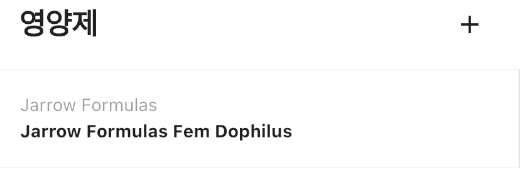 영양제
Jarrow Formulas
Jarrow Formulas Fem Dophilus